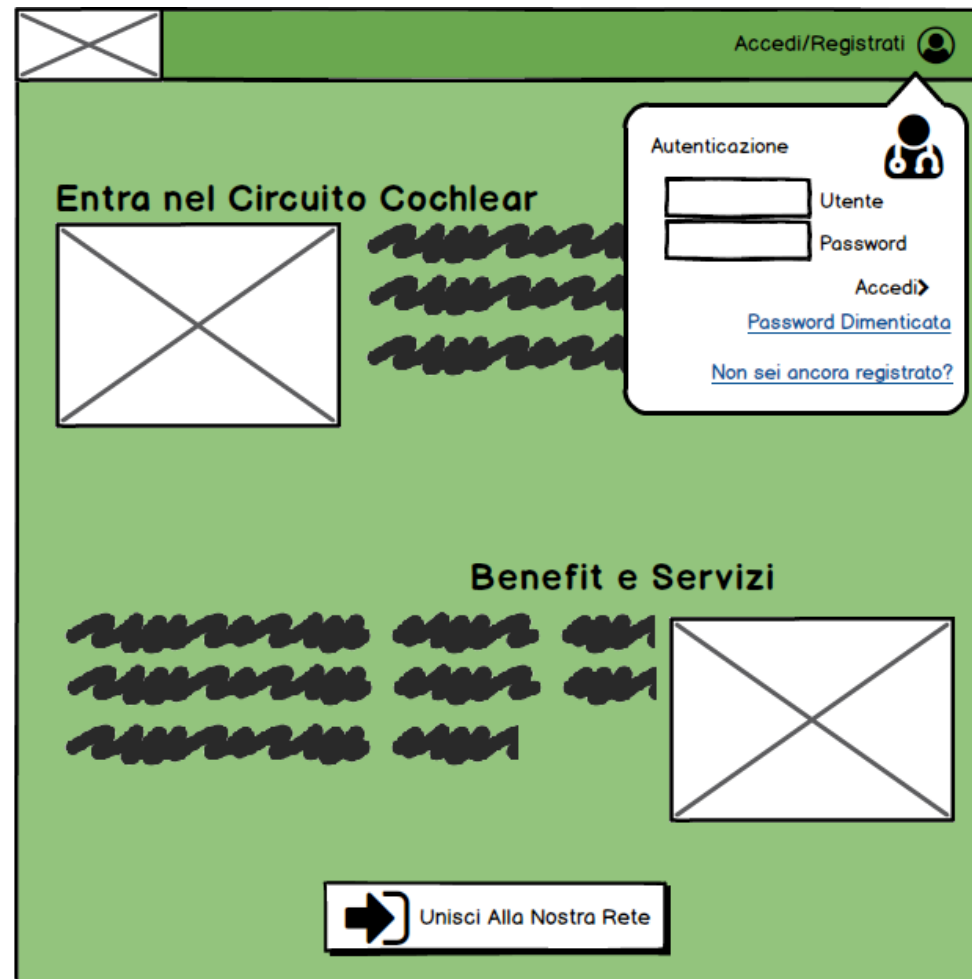 Accedi/Registrati
Autenticazione
Utente
Password
Accedi>
Password Dimenticata
Non sei ancora registrato?
Entra nel Circuito Cochlear
Benefit e Servizi
Unisci Alla Nostra Rete